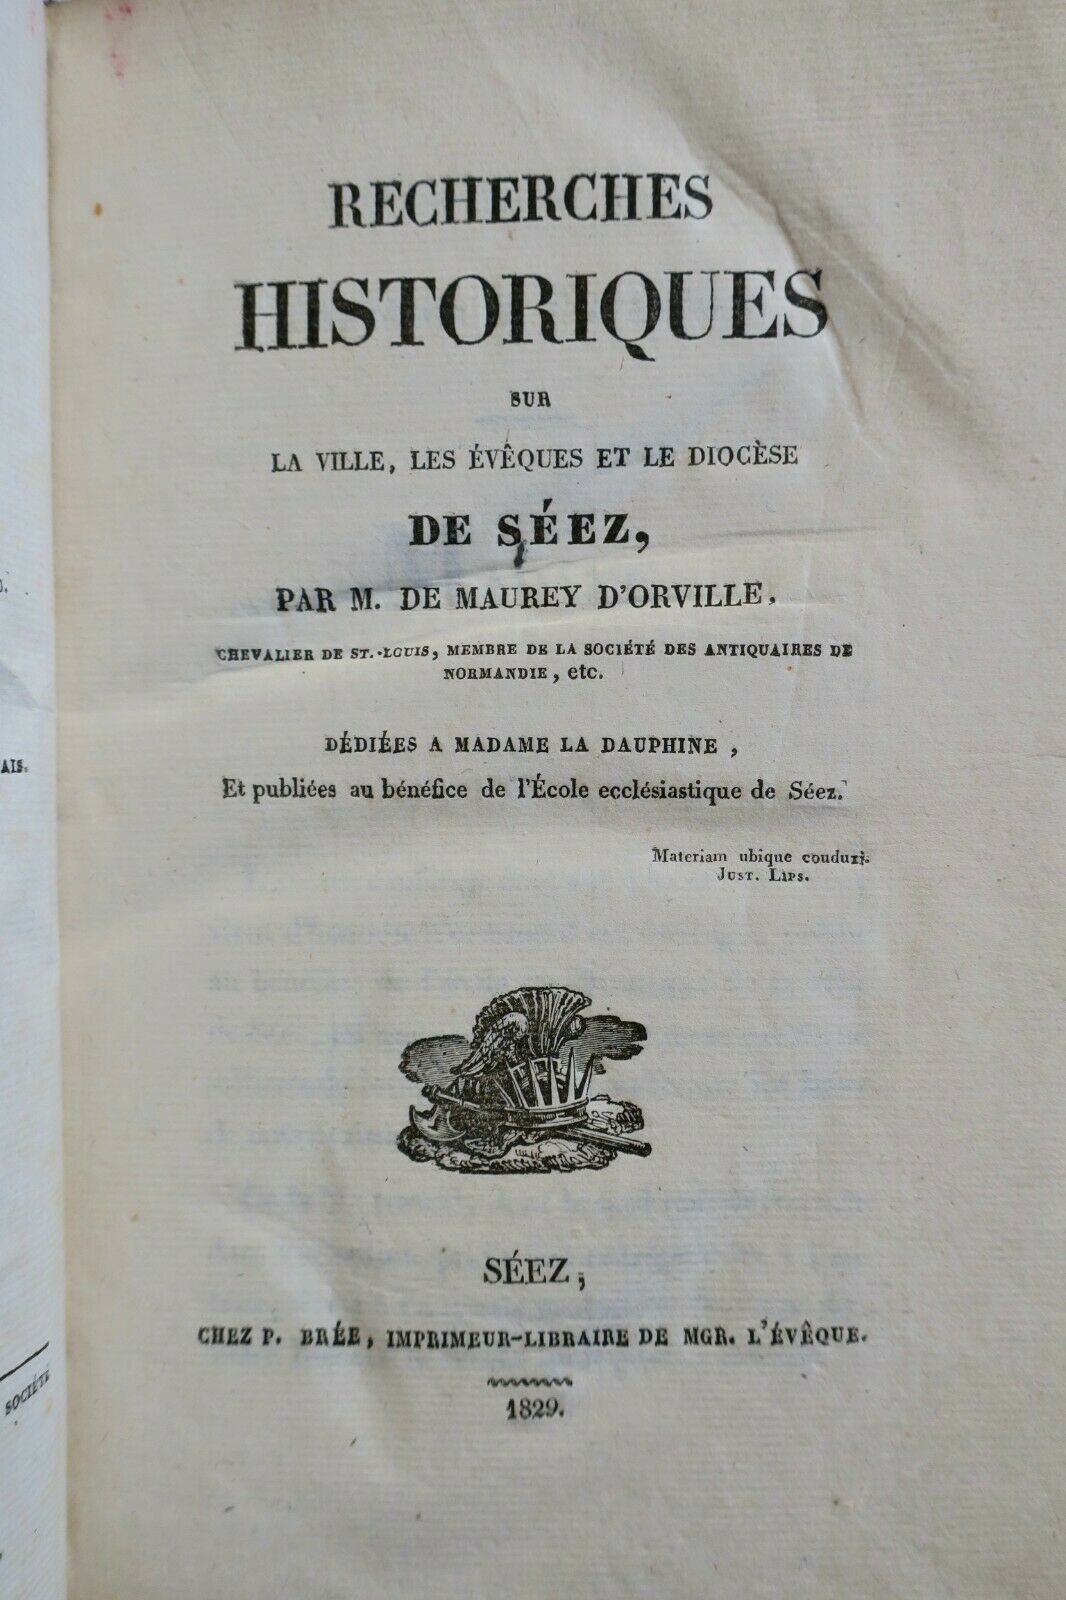 RECHERCHES
HISTORIQUES
SUR
LA VILLE, LES ÉVÊQUES ET LE DIOCÈSE
DE SÉEZ,
PAR M. DE MAUREY D'ORVILLE,
CHEVALIER DE ST.-LOUIS, MEMBRE DE LA SOCIÉTÉ DES ANTIQUAIRES DE
NORMANDIE, etc.
DÉDIÉES A MADAME LA DAUPHINE,
Et publiées au bénéfice de l'École ecclésiastique de Séez.
Materiam ubique conduxi.
JUST. LIPS.
SÉEZ,
CHEZ P. BRÉE, IMPRIMEUR-LIBRAIRE DE MGR. L'ÉVÊQUE.
1829.
AIS.
SOCIÉTÉ